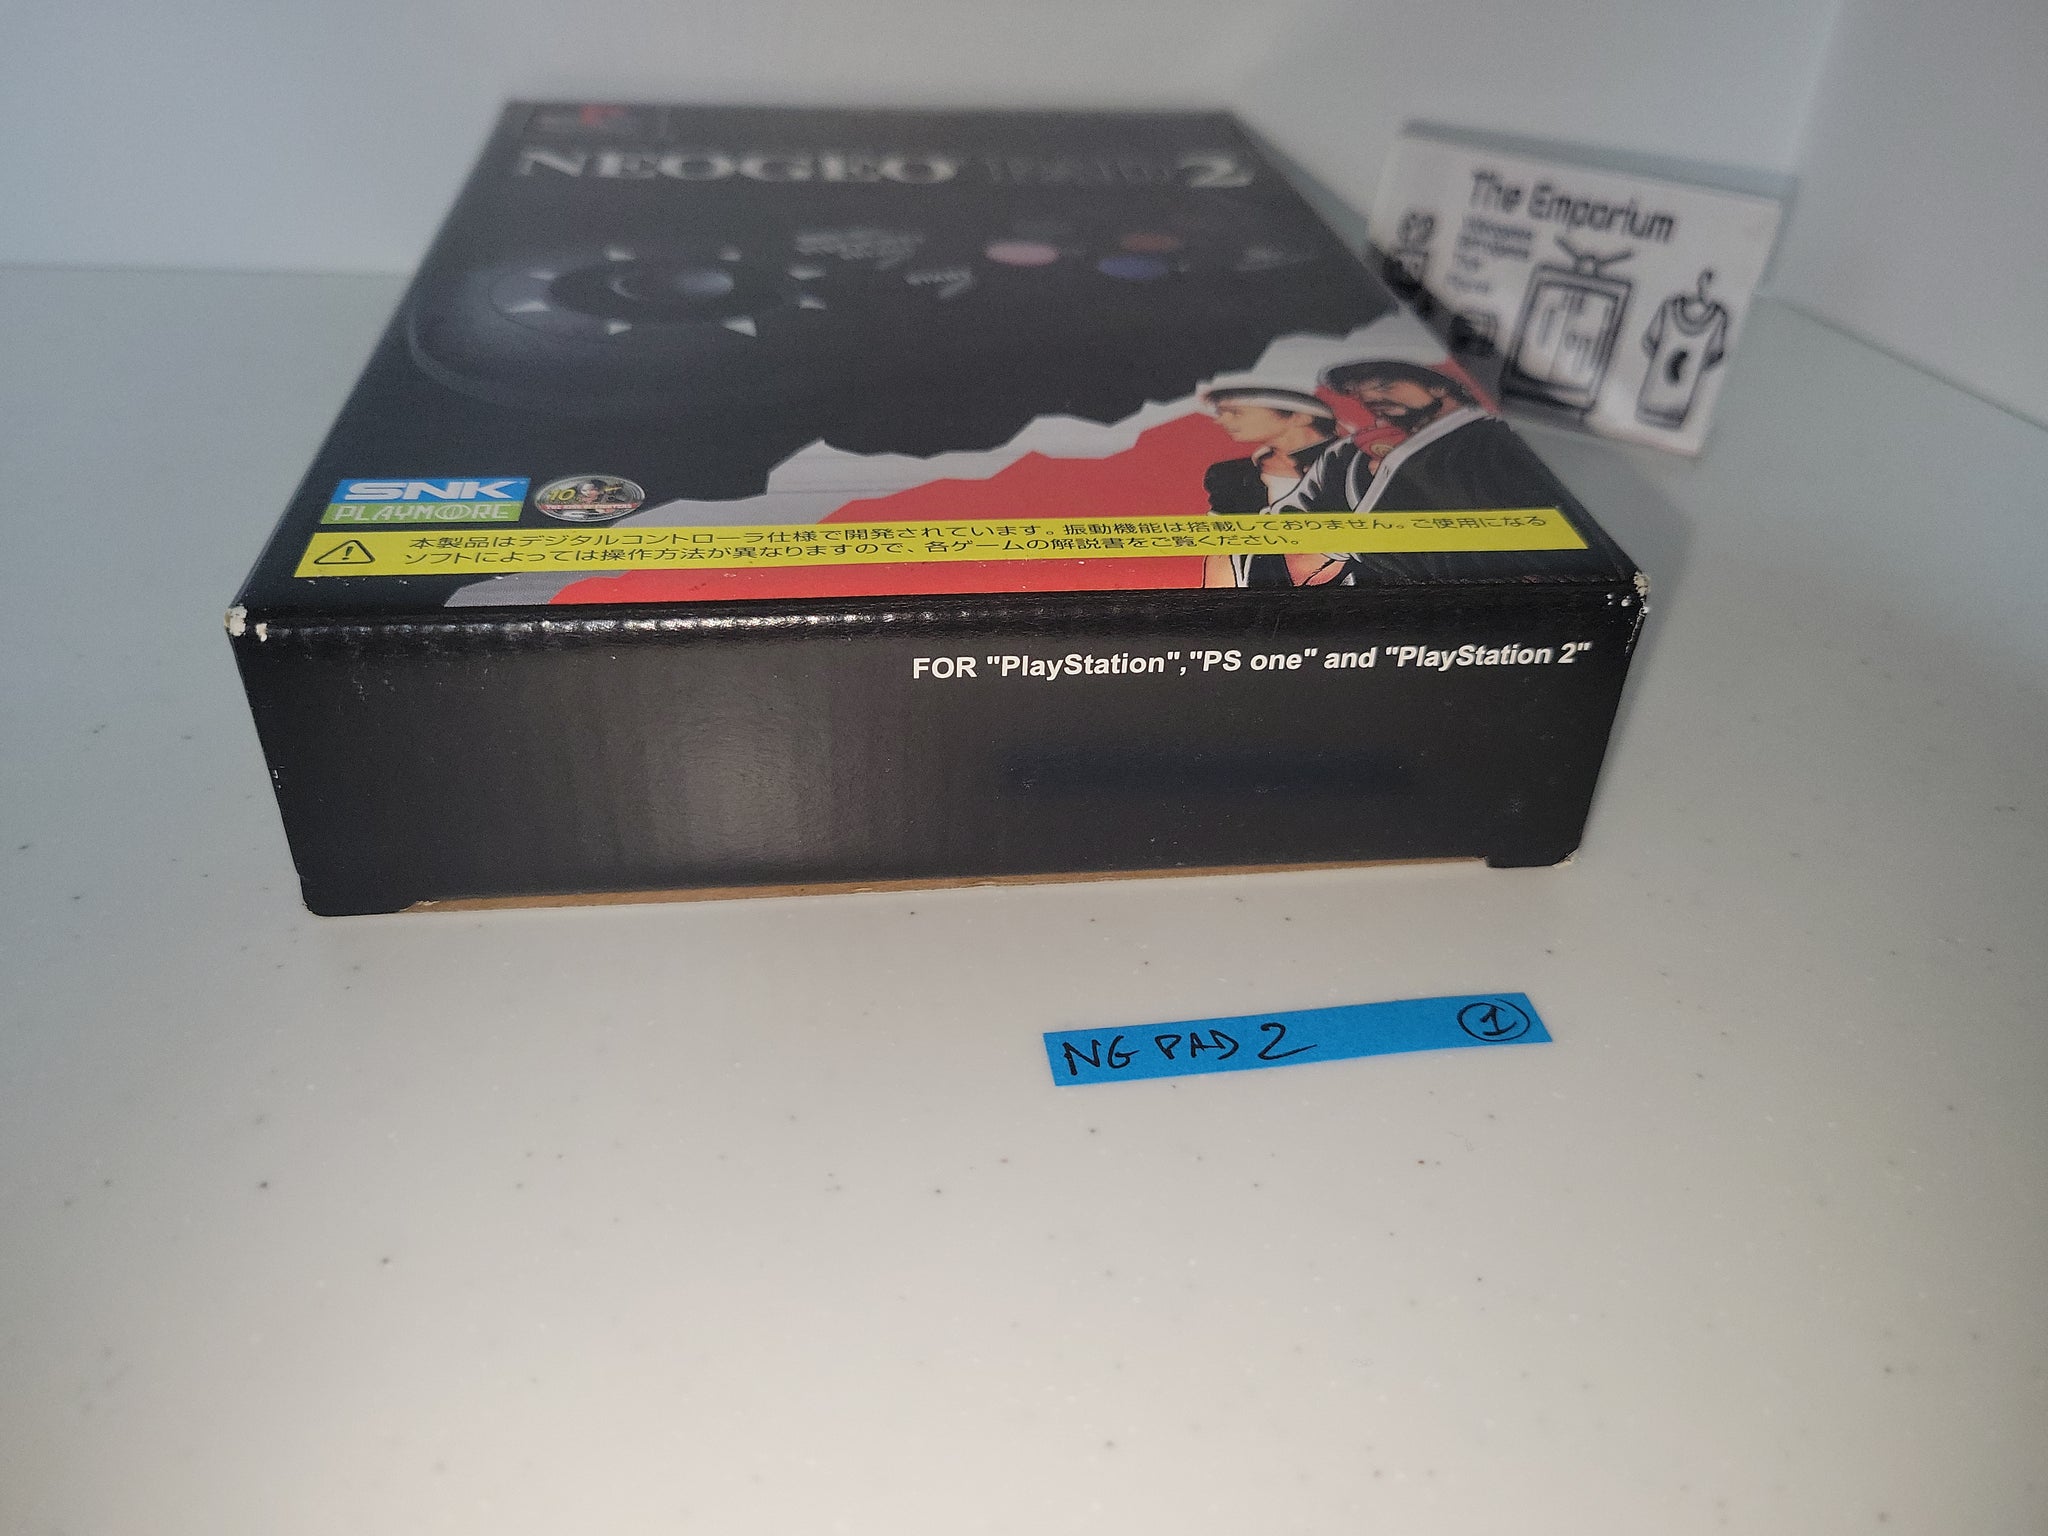 NEOGEO PAD 2
The Emporium
SNK
PLAYMORE
10
THE KING OF FIGHTERS
本製品はデジタルコントローラ仕様で開発されています。振動機能は搭載しておりません。ご使用になる
ソフトによっては操作方法が異なりますので、各ゲームの解説書をご覧ください。
FOR "PlayStation","PS one" and "PlayStation 2"
NG PAD 2 1